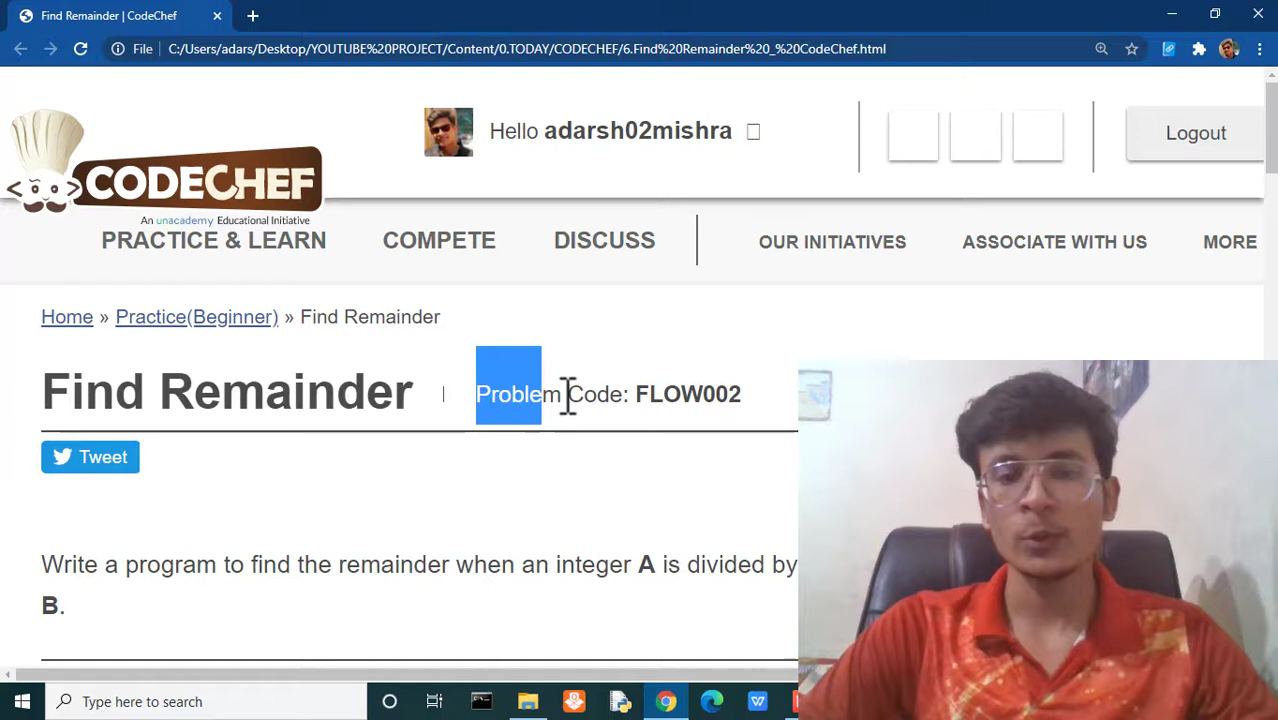 Find Remainder | CodeChef
File
C:/Users/adars/Desktop/YOUTUBE%20PROJECT/Content/0.TODAY/CODECHEF/6.Find%20Remainder%20_%20CodeChef.html
Hello adarsh02mishra
Logout
CODECHEF
An unacademy Educational Initiative
PRACTICE & LEARN COMPETE DISCUSS OUR INITIATIVES ASSOCIATE WITH US MORE
Home » Practice(Beginner) » Find Remainder
Find Remainder Problem Code: FLOW002
Tweet
Write a program to find the remainder when an integer A is divided by
B.
Type here to search